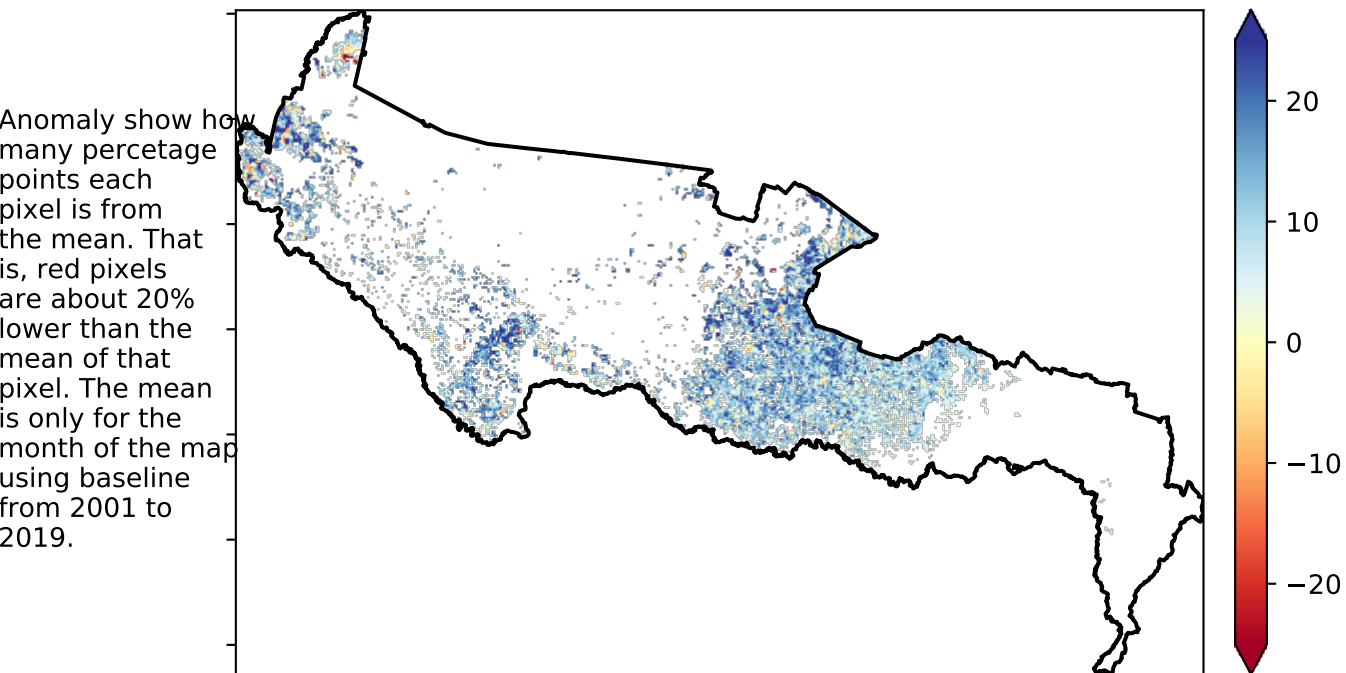 Anomaly show how
many percetage
points each
pixel is from
the mean. That
is, red pixels
are about 20%
lower than the
mean of that
pixel. The mean
is only for the
month of the map
using baseline
from 2001 to
2019.
20
10
0
−10
−20